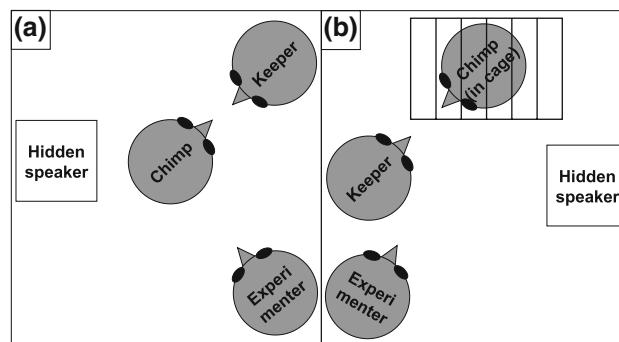 (a)
Keeper
Chimp
Hidden
speaker
Experi
menter
(b)
Chimp
(in cage)
Keeper
Hidden
speaker
Experi
menter